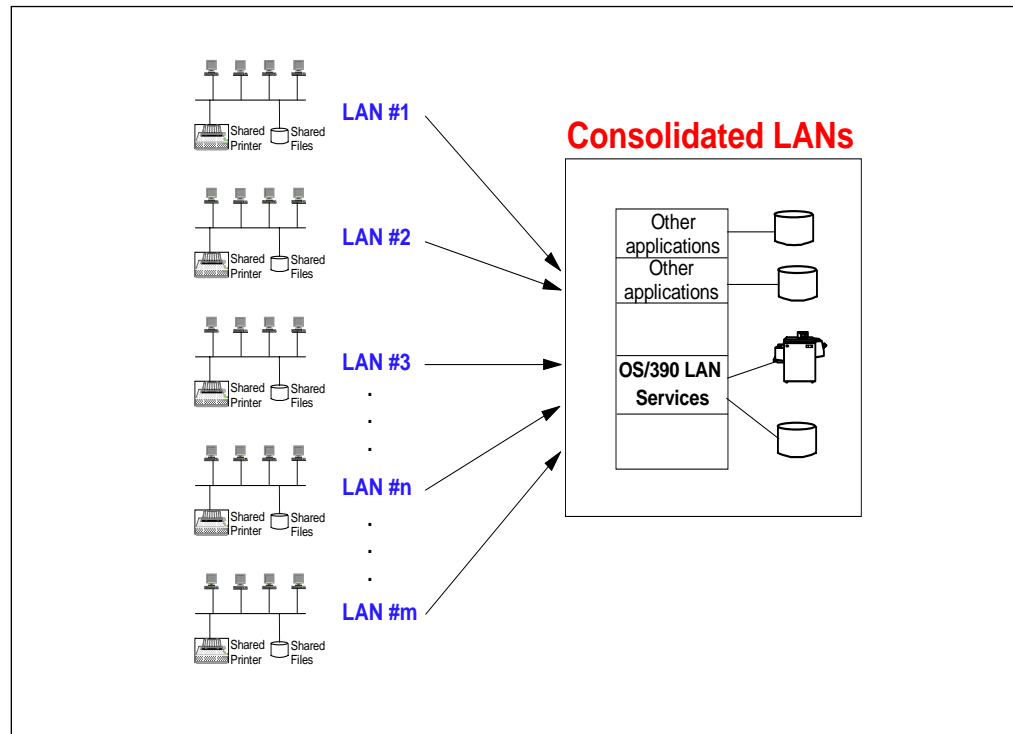 LAN #1
Shared
Printer
Shared
Files
Consolidated LANs
LAN #2
Shared
Printer
Shared
Files
Other
applications
Other
applications
LAN #3
Shared
Printer
Shared
Files
OS/390 LAN
Services
LAN #n
Shared
Printer
Shared
Files
LAN #m
Shared
Printer
Shared
Files